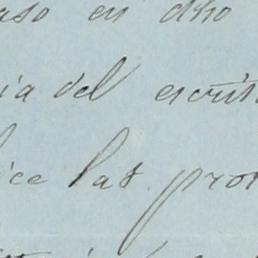 aso en dho
ia del escrit
ice las pro